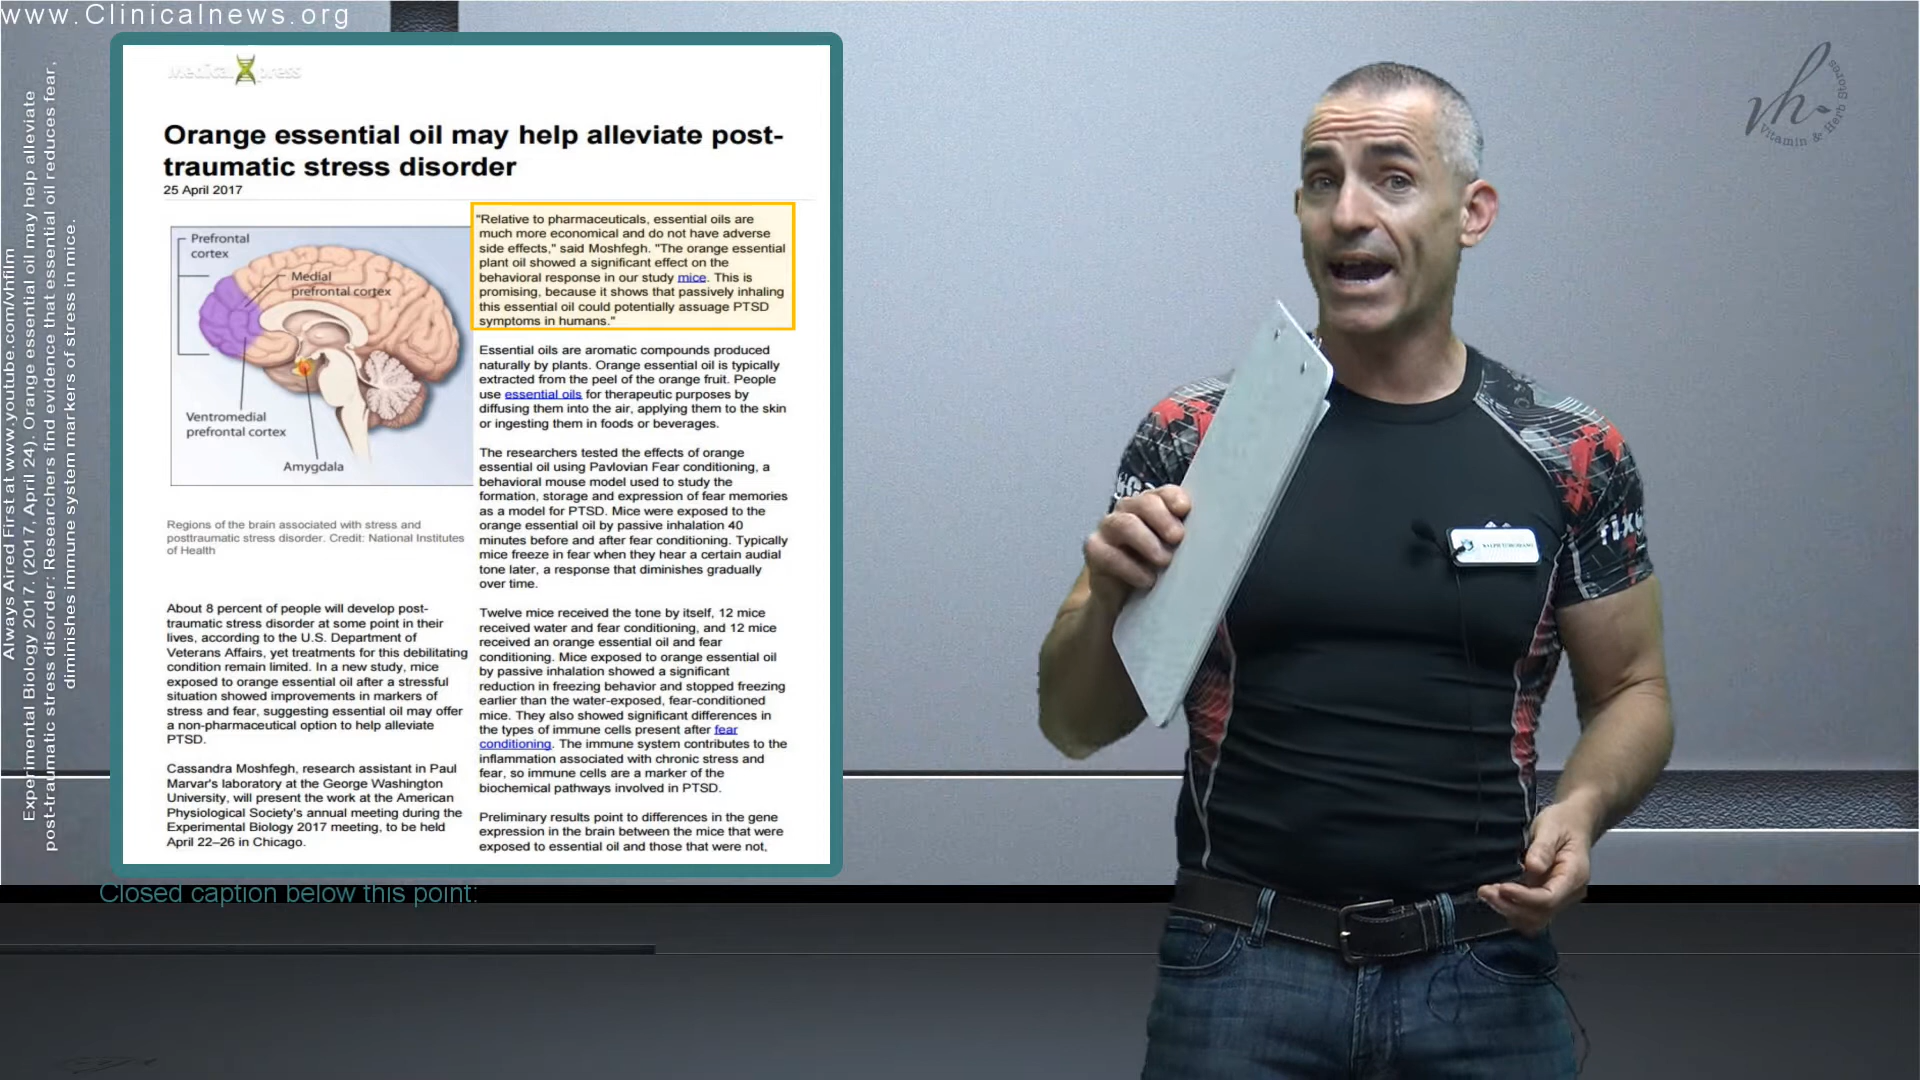 www.Clinicalnews.org
Always Aired First at www.youtube.com/vhfilm
Experimental Biology 2017. (2017, April 24). Orange essential oil may help alleviate
post-traumatic stress disorder: Researchers find evidence that essential oil reduces fear,
diminishes immune system markers of stress in mice.
MedicalXpress
Orange essential oil may help alleviate post-
traumatic stress disorder
25 April 2017
Prefrontal
cortex
Medial
prefrontal cortex
Ventromedial
prefrontal cortex
Amygdala
Regions of the brain associated with stress and
posttraumatic stress disorder. Credit: National Institutes
of Health
About 8 percent of people will develop post-
traumatic stress disorder at some point in their
lives, according to the U.S. Department of
Veterans Affairs, yet treatments for this debilitating
condition remain limited. In a new study, mice
exposed to orange essential oil after a stressful
situation showed improvements in markers of
stress and fear, suggesting essential oil may offer
a non-pharmaceutical option to help alleviate
PTSD.
Cassandra Moshfegh, research assistant in Paul
Marvar's laboratory at the George Washington
University, will present the work at the American
Physiological Society's annual meeting during the
Experimental Biology 2017 meeting, to be held
April 22–26 in Chicago.
"Relative to pharmaceuticals, essential oils are
much more economical and do not have adverse
side effects," said Moshfegh. "The orange essential
plant oil showed a significant effect on the
behavioral response in our study mice. This is
promising, because it shows that passively inhaling
this essential oil could potentially assuage PTSD
symptoms in humans."
Essential oils are aromatic compounds produced
naturally by plants. Orange essential oil is typically
extracted from the peel of the orange fruit. People
use essential oils for therapeutic purposes by
diffusing them into the air, applying them to the skin
or ingesting them in foods or beverages.
The researchers tested the effects of orange
essential oil using Pavlovian Fear conditioning, a
behavioral mouse model used to study the
formation, storage and expression of fear memories
as a model for PTSD. Mice were exposed to the
orange essential oil by passive inhalation 40
minutes before and after fear conditioning. Typically
mice freeze in fear when they hear a certain audial
tone later, a response that diminishes gradually
over time.
Twelve mice received the tone by itself, 12 mice
received water and fear conditioning, and 12 mice
received an orange essential oil and fear
conditioning. Mice exposed to orange essential oil
by passive inhalation showed a significant
reduction in freezing behavior and stopped freezing
earlier than the water-exposed, fear-conditioned
mice. They also showed significant differences in
the types of immune cells present after fear
conditioning. The immune system contributes to the
inflammation associated with chronic stress and
fear, so immune cells are a marker of the
biochemical pathways involved in PTSD.
Preliminary results point to differences in the gene
expression in the brain between the mice that were
exposed to essential oil and those that were not,
vh
Vitamin & Herb Stores
Closed caption below this point: